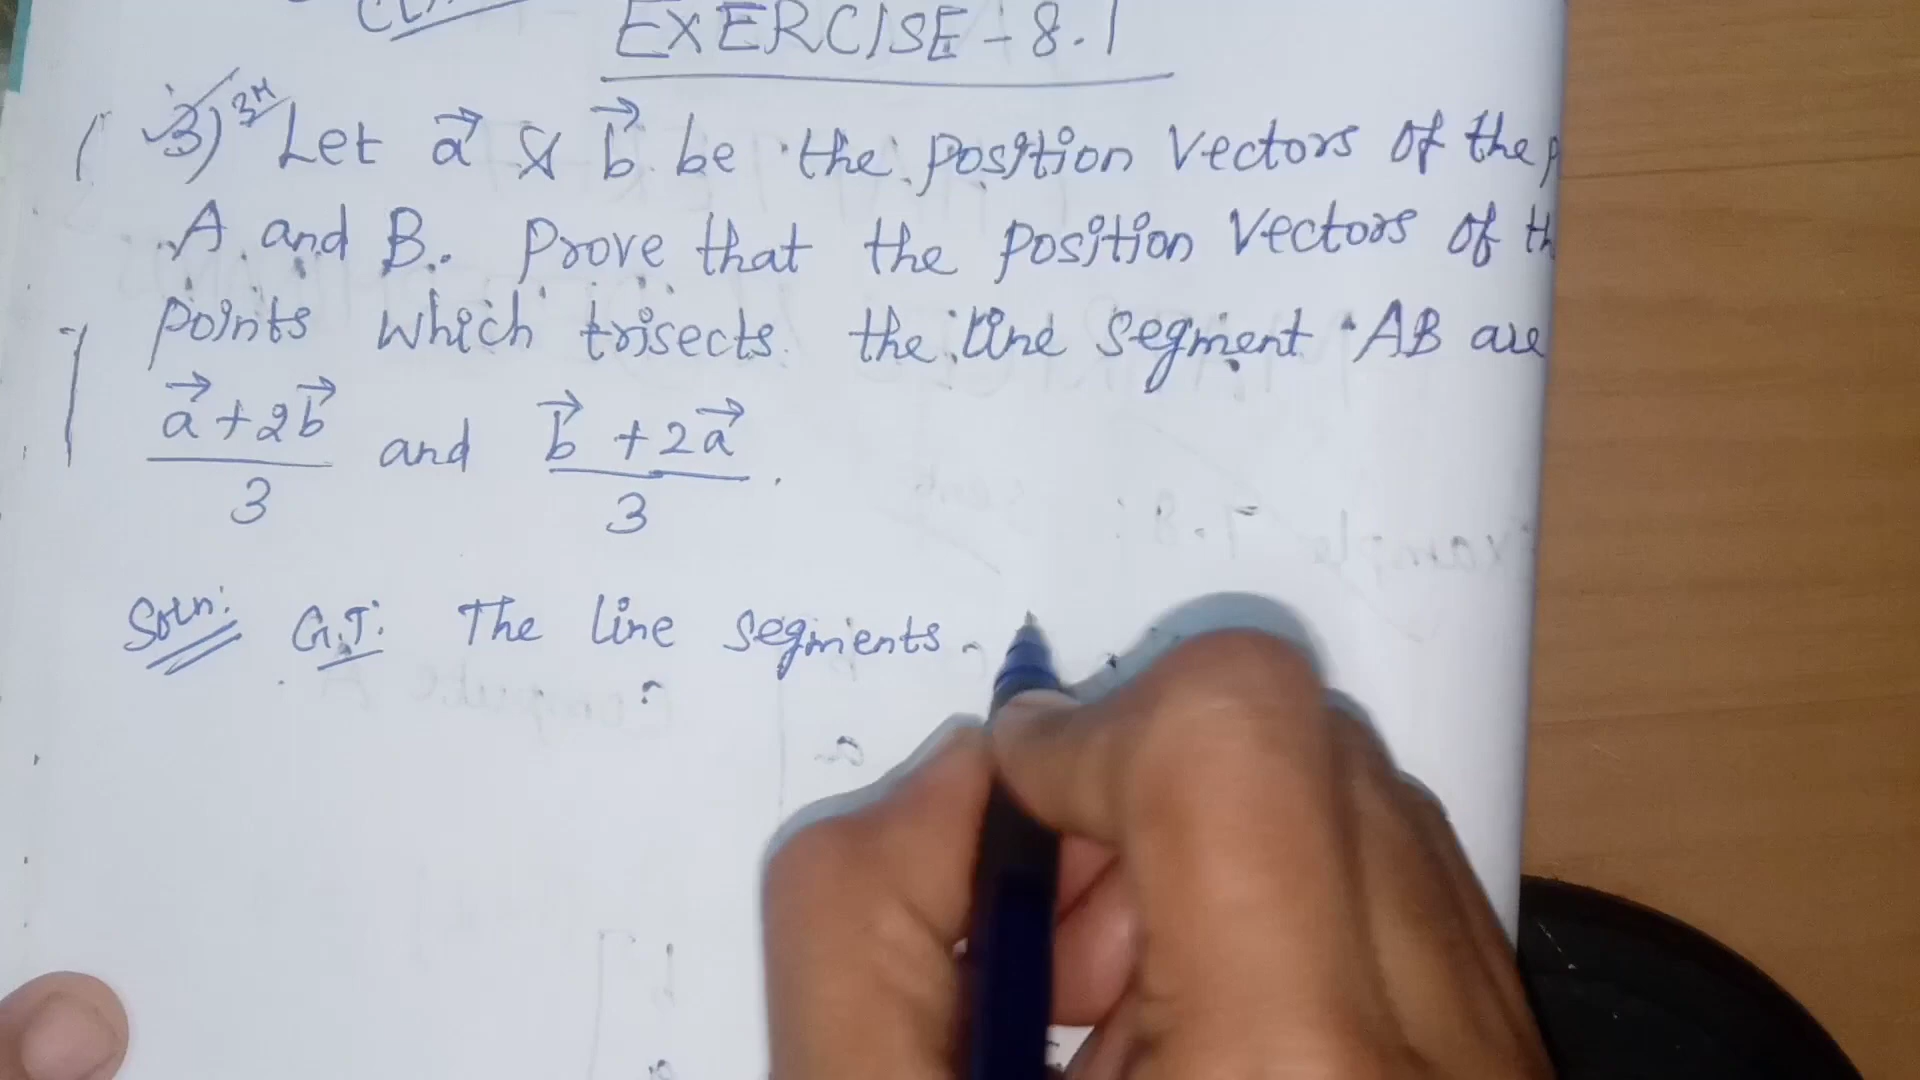 EXERCISE - 8.1
3) 3M Let a⃗ & b⃗ be the position vectors of the
A and B. Prove that the position vectors of
points which trisects the line segment AB are
(a⃗ + 2b⃗)/3 and (b⃗ + 2a⃗)/3.
Soln: G.T: The line segments